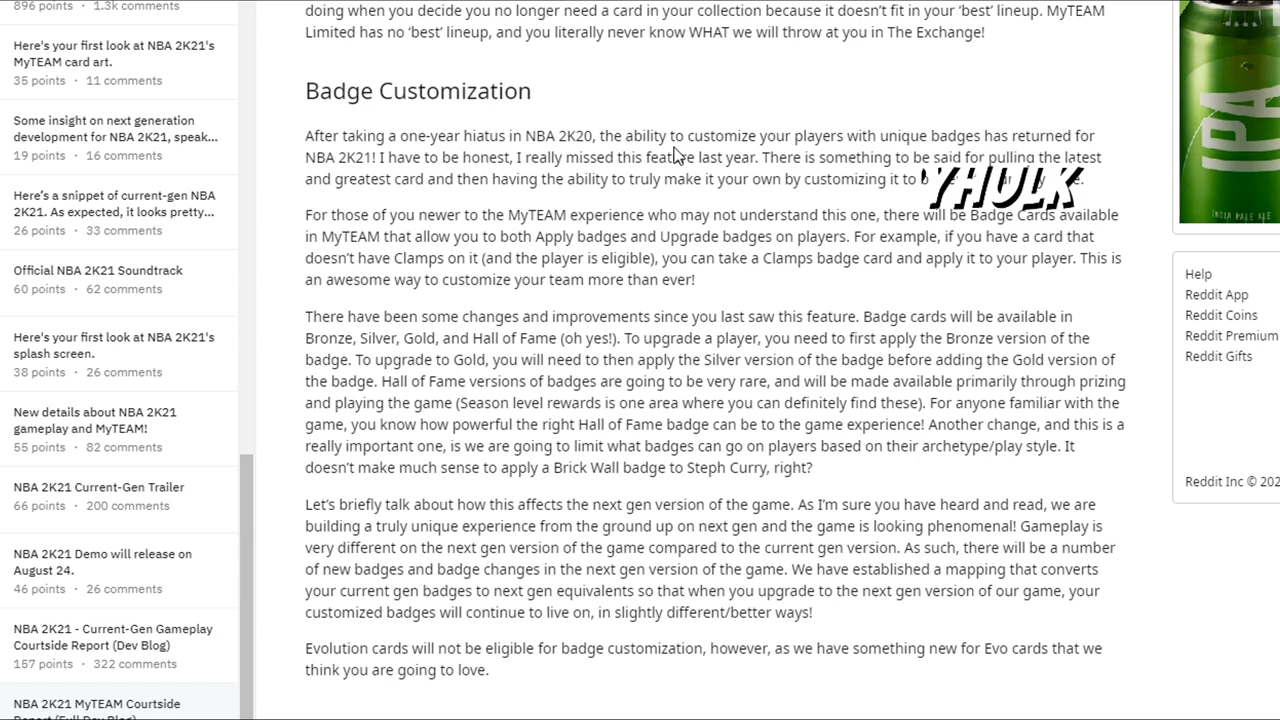 896 points · 1.3k comments
Here's your first look at NBA 2K21's
MyTEAM card art.
35 points · 11 comments
Some insight on next generation
development for NBA 2K21, speak...
19 points · 16 comments
Here's a snippet of current-gen NBA
2K21. As expected, it looks pretty...
26 points · 33 comments
Official NBA 2K21 Soundtrack
60 points · 62 comments
Here's your first look at NBA 2K21's
splash screen.
38 points · 26 comments
New details about NBA 2K21
gameplay and MyTEAM!
55 points · 82 comments
NBA 2K21 Current-Gen Trailer
66 points · 200 comments
NBA 2K21 Demo will release on
August 24.
46 points · 26 comments
NBA 2K21 - Current-Gen Gameplay
Courtside Report (Dev Blog)
157 points · 322 comments
NBA 2K21 MyTEAM Courtside
Report (Full Dev Blog)
doing when you decide you no longer need a card in your collection because it doesn't fit in your 'best' lineup. MyTEAM
Limited has no 'best' lineup, and you literally never know WHAT we will throw at you in The Exchange!
Badge Customization
After taking a one-year hiatus in NBA 2K20, the ability to customize your players with unique badges has returned for
NBA 2K21! I have to be honest, I really missed this feature last year. There is something to be said for pulling the latest
and greatest card and then having the ability to truly make it your own by customizing it to
YHULK
For those of you newer to the MyTEAM experience who may not understand this one, there will be Badge Cards available
in MyTEAM that allow you to both Apply badges and Upgrade badges on players. For example, if you have a card that
doesn't have Clamps on it (and the player is eligible), you can take a Clamps badge card and apply it to your player. This is
an awesome way to customize your team more than ever!
There have been some changes and improvements since you last saw this feature. Badge cards will be available in
Bronze, Silver, Gold, and Hall of Fame (oh yes!). To upgrade a player, you need to first apply the Bronze version of the
badge. To upgrade to Gold, you will need to then apply the Silver version of the badge before adding the Gold version of
the badge. Hall of Fame versions of badges are going to be very rare, and will be made available primarily through prizing
and playing the game (Season level rewards is one area where you can definitely find these). For anyone familiar with the
game, you know how powerful the right Hall of Fame badge can be to the game experience! Another change, and this is a
really important one, is we are going to limit what badges can go on players based on their archetype/play style. It
doesn't make much sense to apply a Brick Wall badge to Steph Curry, right?
Let's briefly talk about how this affects the next gen version of the game. As I'm sure you have heard and read, we are
building a truly unique experience from the ground up on next gen and the game is looking phenomenal! Gameplay is
very different on the next gen version of the game compared to the current gen version. As such, there will be a number
of new badges and badge changes in the next gen version of the game. We have established a mapping that converts
your current gen badges to next gen equivalents so that when you upgrade to the next gen version of our game, your
customized badges will continue to live on, in slightly different/better ways!
Evolution cards will not be eligible for badge customization, however, as we have something new for Evo cards that we
think you are going to love.
IPA
INDIA PALE ALE
Help
Reddit App
Reddit Coins
Reddit Premium
Reddit Gifts
Reddit Inc © 202